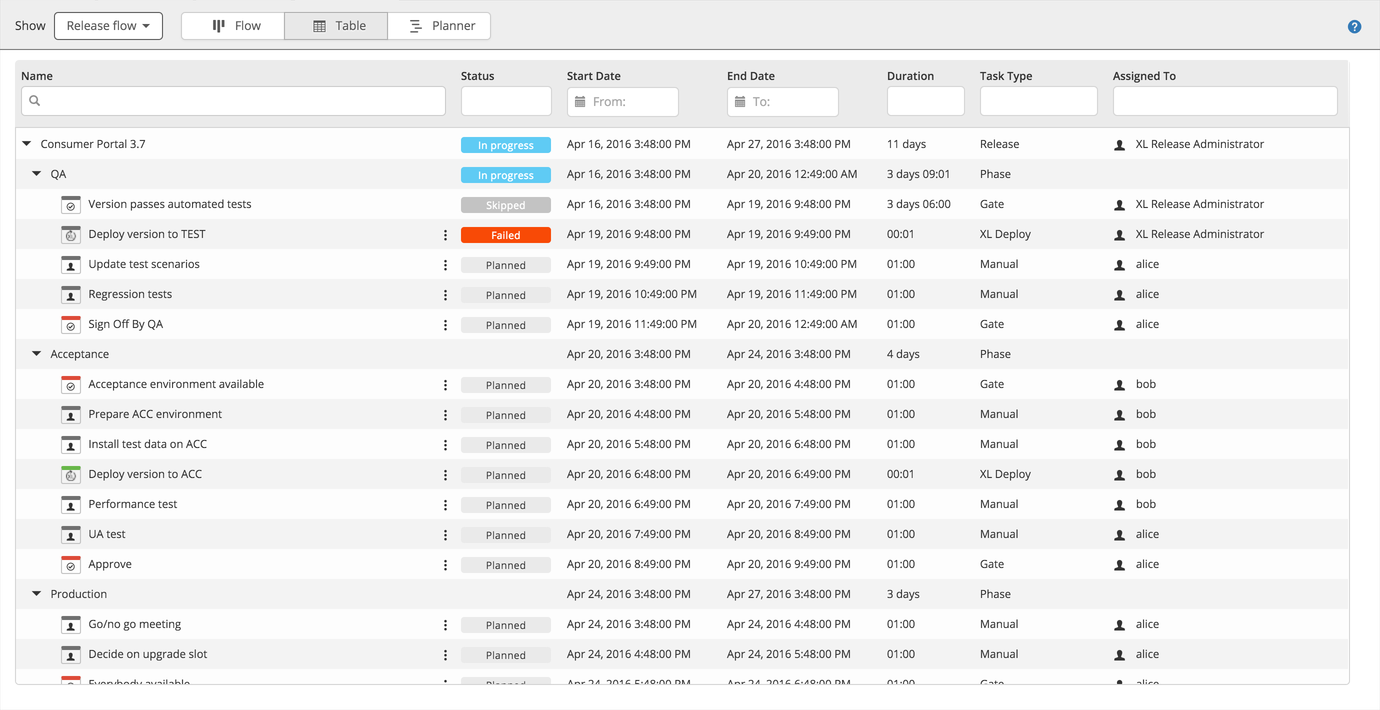 Show Release flow Flow Table Planner ?
Name Status Start Date End Date Duration Task Type Assigned To
From: To:
Consumer Portal 3.7 In progress Apr 16, 2016 3:48:00 PM Apr 27, 2016 3:48:00 PM 11 days Release XL Release Administrator
QA In progress Apr 16, 2016 3:48:00 PM Apr 20, 2016 12:49:00 AM 3 days 09:01 Phase
Version passes automated tests Skipped Apr 16, 2016 3:48:00 PM Apr 19, 2016 9:48:00 PM 3 days 06:00 Gate XL Release Administrator
Deploy version to TEST Failed Apr 19, 2016 9:48:00 PM Apr 19, 2016 9:49:00 PM 00:01 XL Deploy XL Release Administrator
Update test scenarios Planned Apr 19, 2016 9:49:00 PM Apr 19, 2016 10:49:00 PM 01:00 Manual alice
Regression tests Planned Apr 19, 2016 10:49:00 PM Apr 19, 2016 11:49:00 PM 01:00 Manual alice
Sign Off By QA Planned Apr 19, 2016 11:49:00 PM Apr 20, 2016 12:49:00 AM 01:00 Gate alice
Acceptance Apr 20, 2016 3:48:00 PM Apr 24, 2016 3:48:00 PM 4 days Phase
Acceptance environment available Planned Apr 20, 2016 3:48:00 PM Apr 20, 2016 4:48:00 PM 01:00 Gate bob
Prepare ACC environment Planned Apr 20, 2016 4:48:00 PM Apr 20, 2016 5:48:00 PM 01:00 Manual bob
Install test data on ACC Planned Apr 20, 2016 5:48:00 PM Apr 20, 2016 6:48:00 PM 01:00 Manual bob
Deploy version to ACC Planned Apr 20, 2016 6:48:00 PM Apr 20, 2016 6:49:00 PM 00:01 XL Deploy bob
Performance test Planned Apr 20, 2016 6:49:00 PM Apr 20, 2016 7:49:00 PM 01:00 Manual bob
UA test Planned Apr 20, 2016 7:49:00 PM Apr 20, 2016 8:49:00 PM 01:00 Manual alice
Approve Planned Apr 20, 2016 8:49:00 PM Apr 20, 2016 9:49:00 PM 01:00 Gate alice
Production Apr 24, 2016 3:48:00 PM Apr 27, 2016 3:48:00 PM 3 days Phase
Go/no go meeting Planned Apr 24, 2016 3:48:00 PM Apr 24, 2016 4:48:00 PM 01:00 Manual alice
Decide on upgrade slot Planned Apr 24, 2016 4:48:00 PM Apr 24, 2016 5:48:00 PM 01:00 Manual alice
Everybody available Planned Apr 24, 2016 5:48:00 PM Apr 24, 2016 6:48:00 PM 01:00 Gate alice